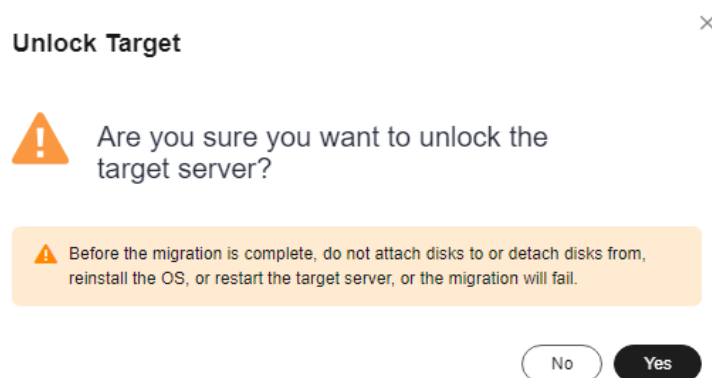 Unlock Target
Are you sure you want to unlock the
target server?
Before the migration is complete, do not attach disks to or detach disks from,
reinstall the OS, or restart the target server, or the migration will fail.
No
Yes